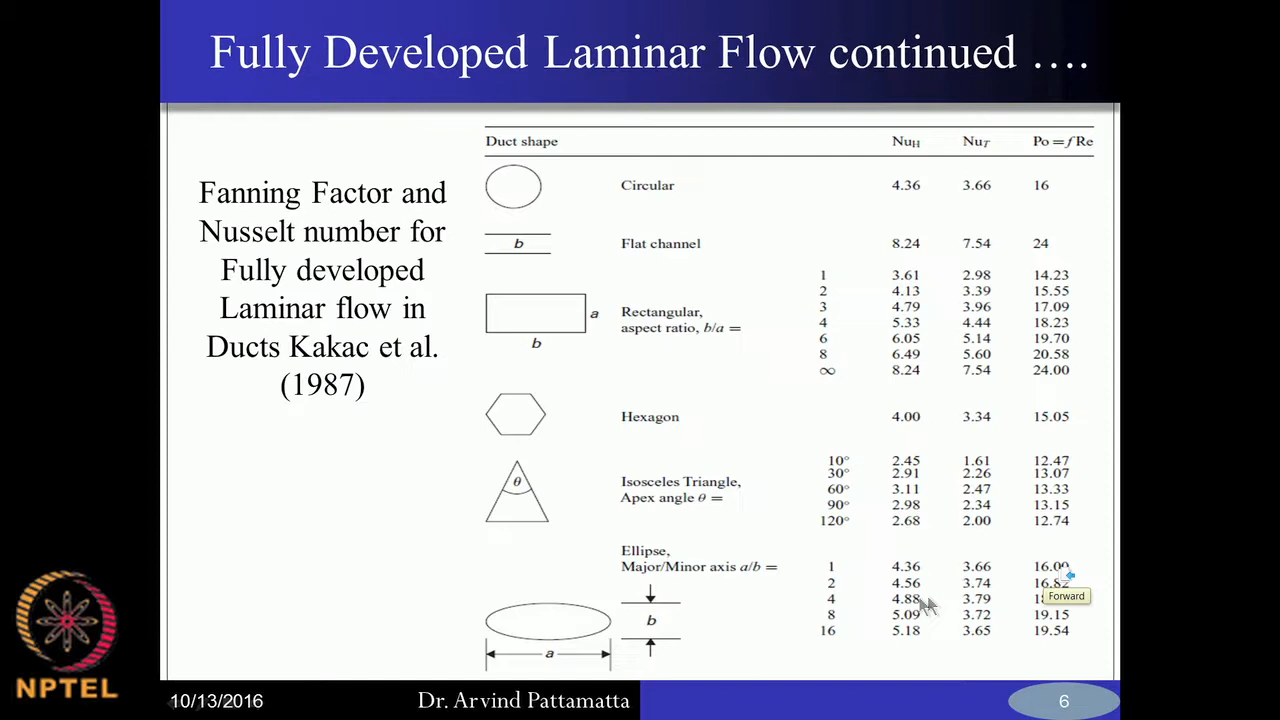 Fully Developed Laminar Flow continued ….
Fanning Factor and
Nusselt number for
Fully developed
Laminar flow in
Ducts Kakac et al.
(1987)
Duct shape NuH NuT Po = f Re
Circular 4.36 3.66 16
b Flat channel 8.24 7.54 24
1 3.61 2.98 14.23
2 4.13 3.39 15.55
3 4.79 3.96 17.09
a Rectangular,
aspect ratio, b/a =
4 5.33 4.44 18.23
6 6.05 5.14 19.70
b
8 6.49 5.60 20.58
∞ 8.24 7.54 24.00
Hexagon 4.00 3.34 15.05
10° 2.45 1.61 12.47
30° 2.91 2.26 13.07
θ Isosceles Triangle,
Apex angle θ =
60° 3.11 2.47 13.33
90° 2.98 2.34 13.15
120° 2.68 2.00 12.74
Ellipse,
Major/Minor axis a/b = 1 4.36 3.66 16.00
2 4.56 3.74 16.82
4 4.88 3.79
Forward
8 5.09 3.72 19.15
b
16 5.18 3.65 19.54
a
NPTEL
10/13/2016 Dr. Arvind Pattamatta 6